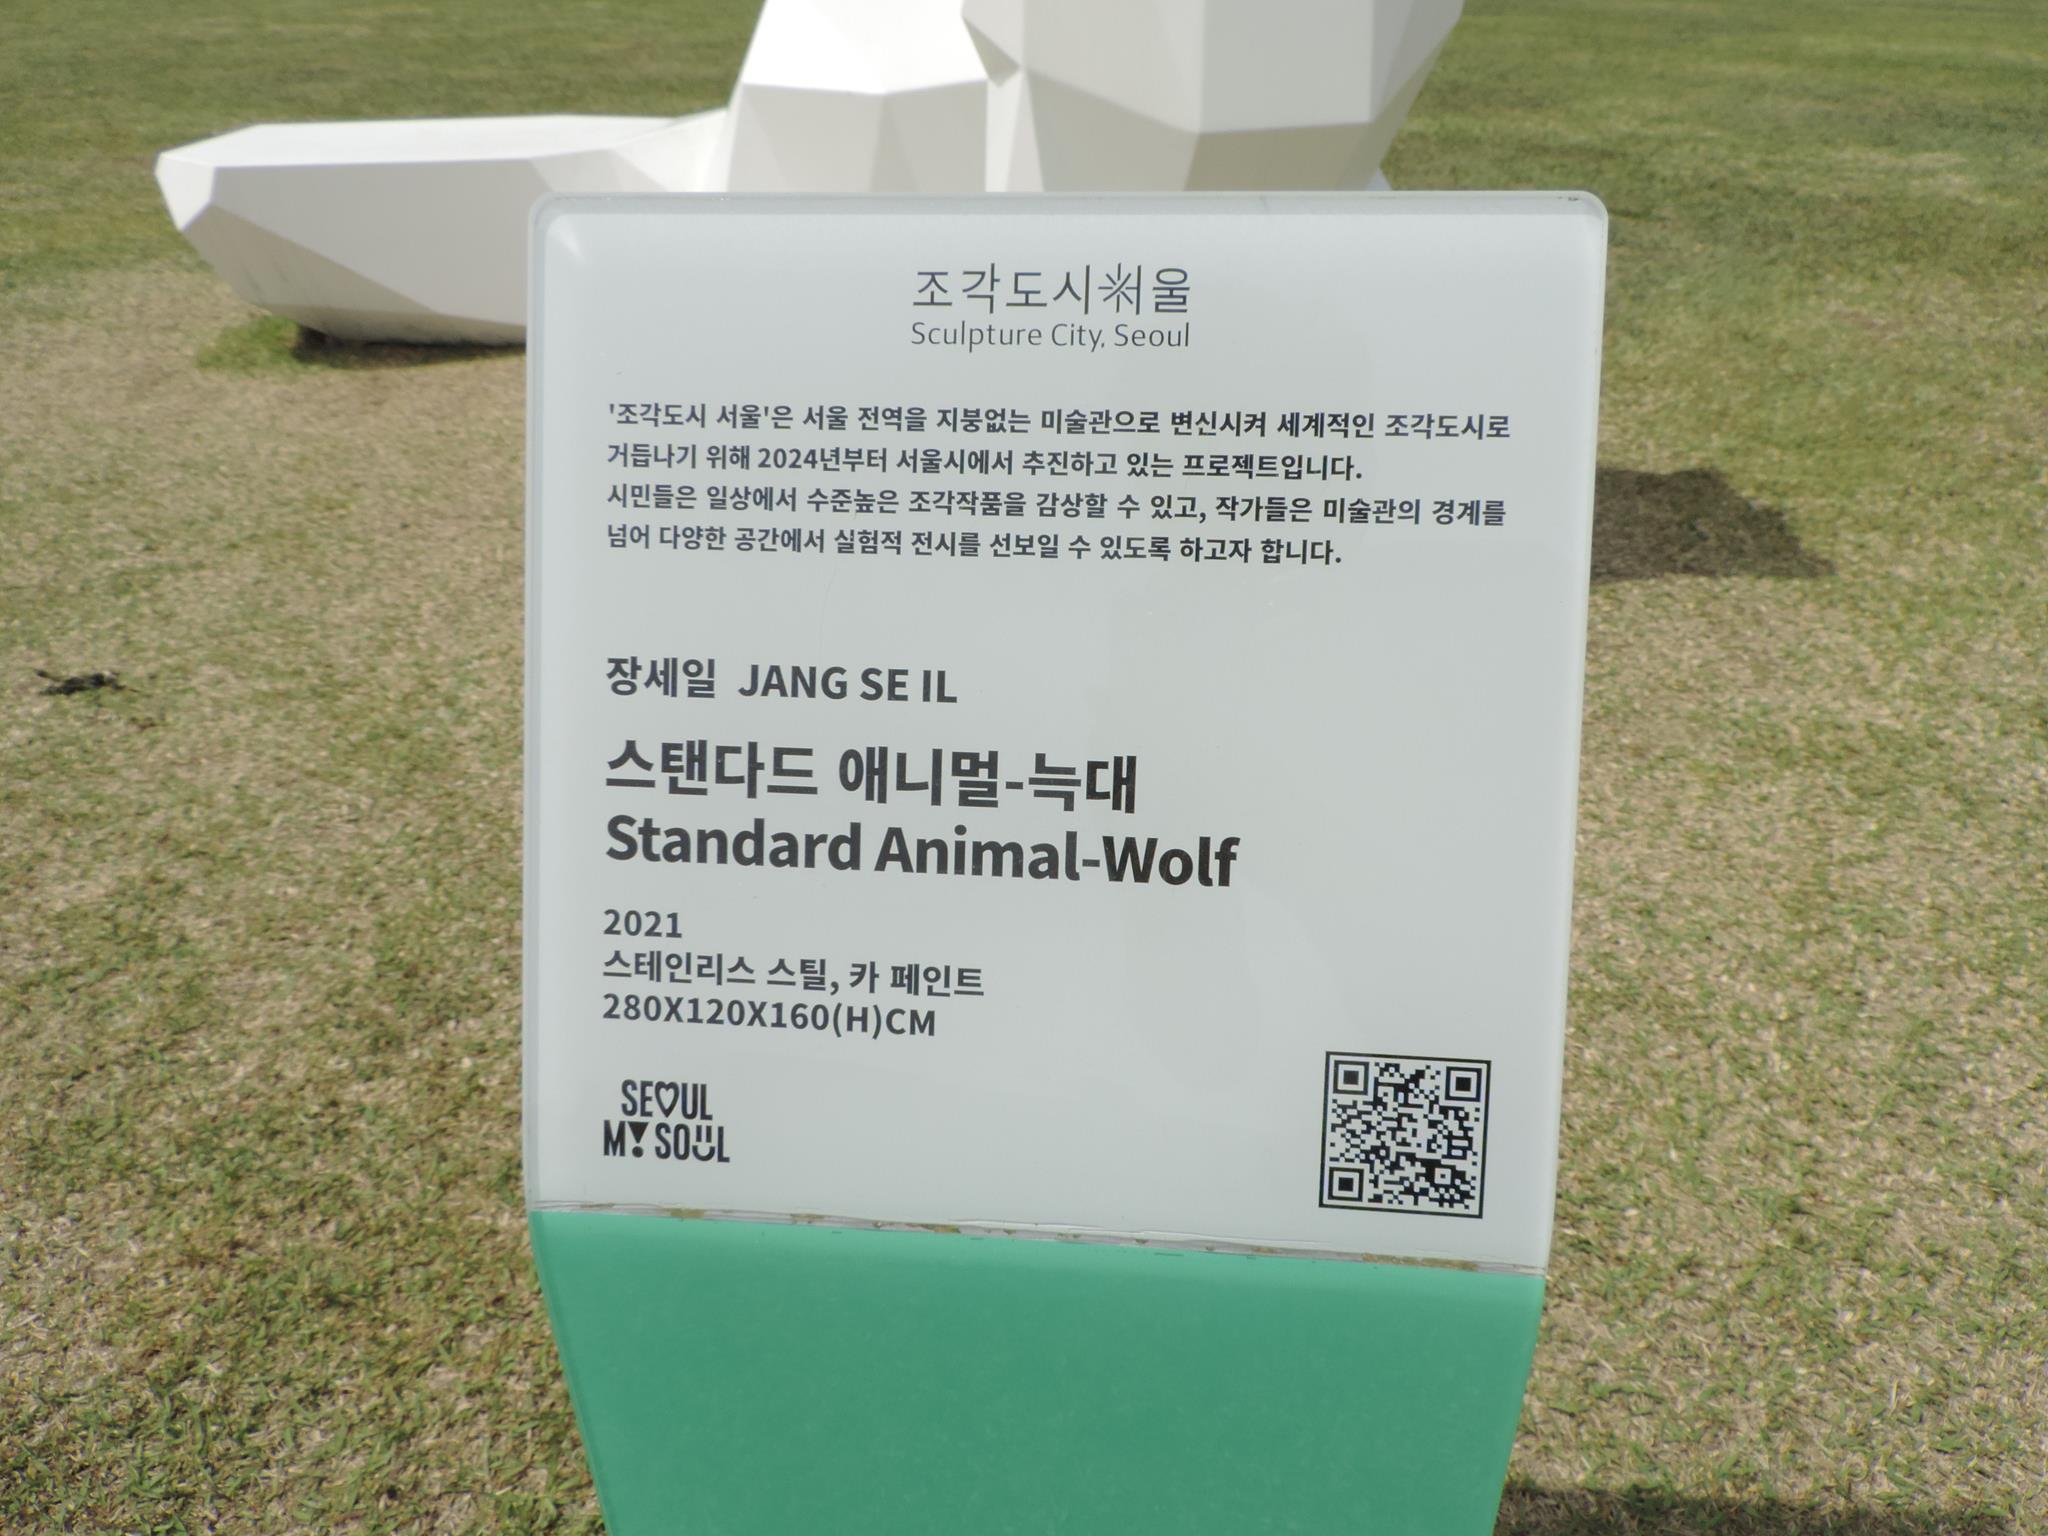 조각도시서울
Sculpture City, Seoul
'조각도시 서울'은 서울 전역을 지붕없는 미술관으로 변신시켜 세계적인 조각도시로
거듭나기 위해 2024년부터 서울시에서 추진하고 있는 프로젝트입니다.
시민들은 일상에서 수준높은 조각작품을 감상할 수 있고, 작가들은 미술관의 경계를
넘어 다양한 공간에서 실험적 전시를 선보일 수 있도록 하고자 합니다.
장세일 JANG SE IL
스탠다드 애니멀-늑대
Standard Animal-Wolf
2021
스테인리스 스틸, 카 페인트
280X120X160(H)CM
SEOUL
MY SOUL